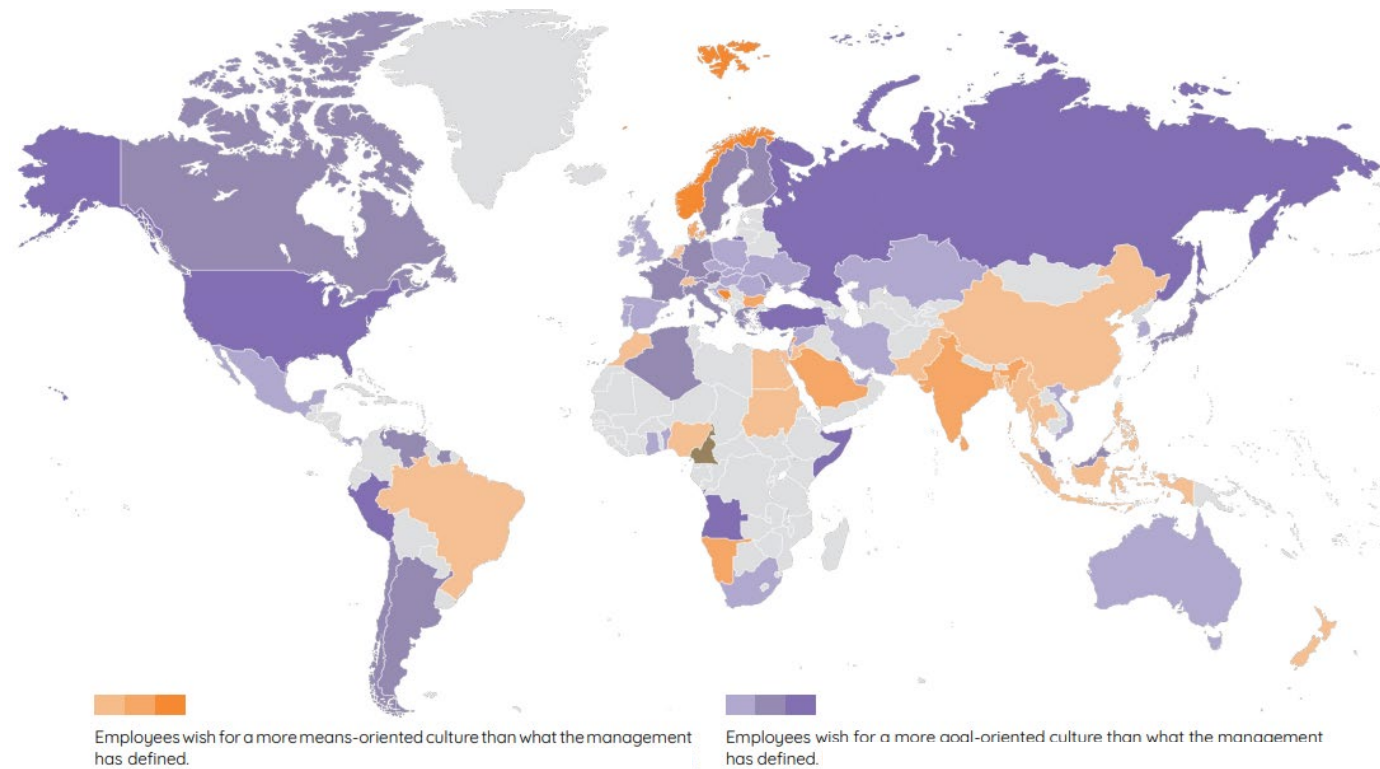 Employees wish for a more means-oriented culture than what the management
has defined.
Employees wish for a more goal-oriented culture than what the management
has defined.